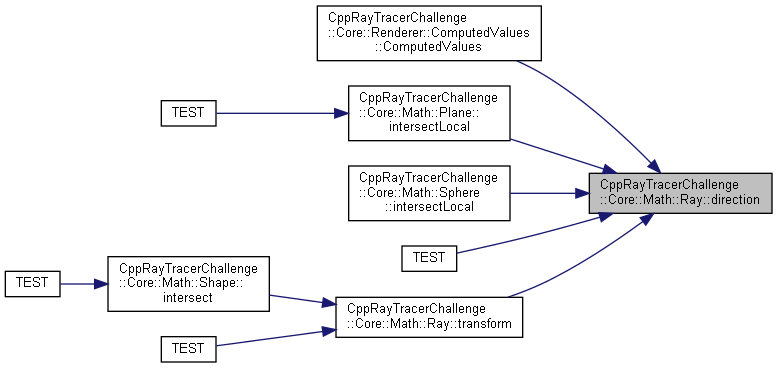 CppRayTracerChallenge
::Core::Renderer::ComputedValues
::ComputedValues
TEST
CppRayTracerChallenge
::Core::Math::Plane::
intersectLocal
CppRayTracerChallenge
::Core::Math::Sphere
::intersectLocal
CppRayTracerChallenge
::Core::Math::Ray::direction
TEST
TEST
CppRayTracerChallenge
::Core::Math::Shape::
intersect
CppRayTracerChallenge
::Core::Math::Ray::transform
TEST